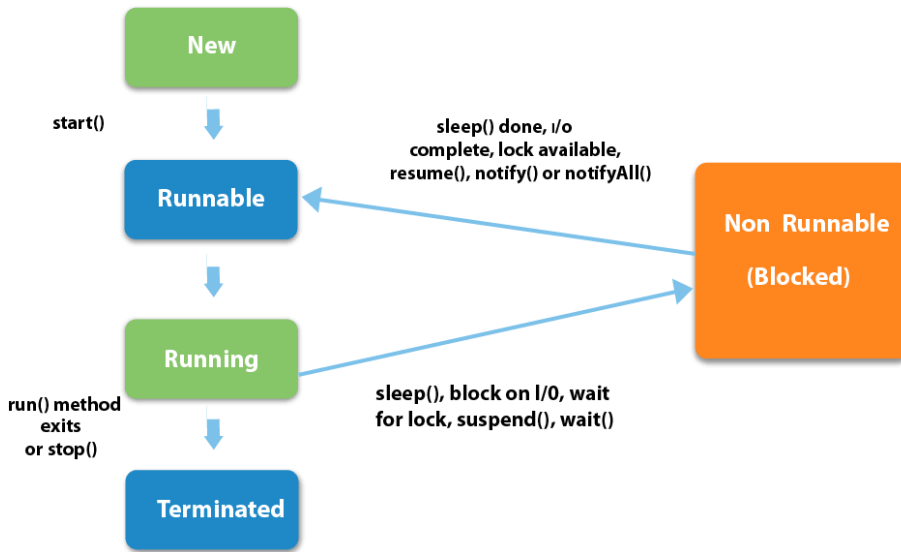 New
start()
sleep() done, I/o
complete, lock available,
resume(), notify() or notifyAll()
Runnable
Non Runnable
(Blocked)
Running
sleep(), block on l/0, wait
for lock, suspend(), wait()
run() method
exits
or stop()
Terminated